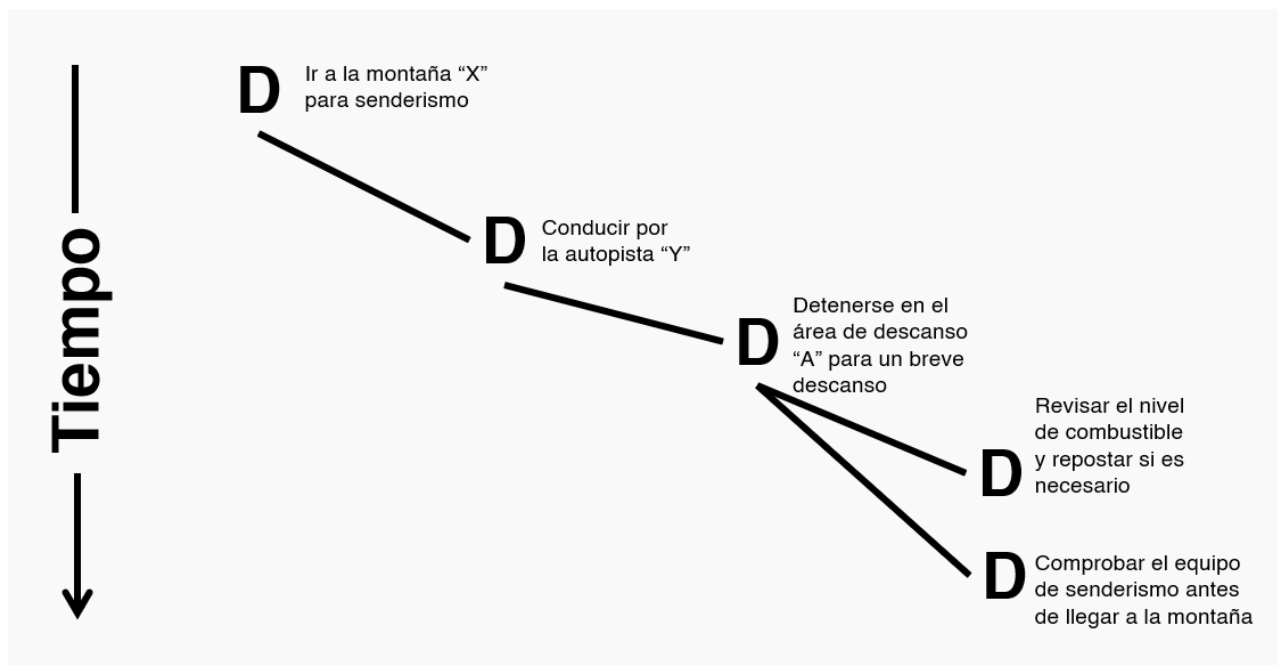 D
Ir a la montaña “X”
para senderismo
D
Conducir por
la autopista “Y”
D
Detenerse en el
área de descanso
“A” para un breve
descanso
D
Revisar el nivel
de combustible
y repostar si es
necesario
D
Comprobar el equipo
de senderismo antes
de llegar a la montaña
Tiempo